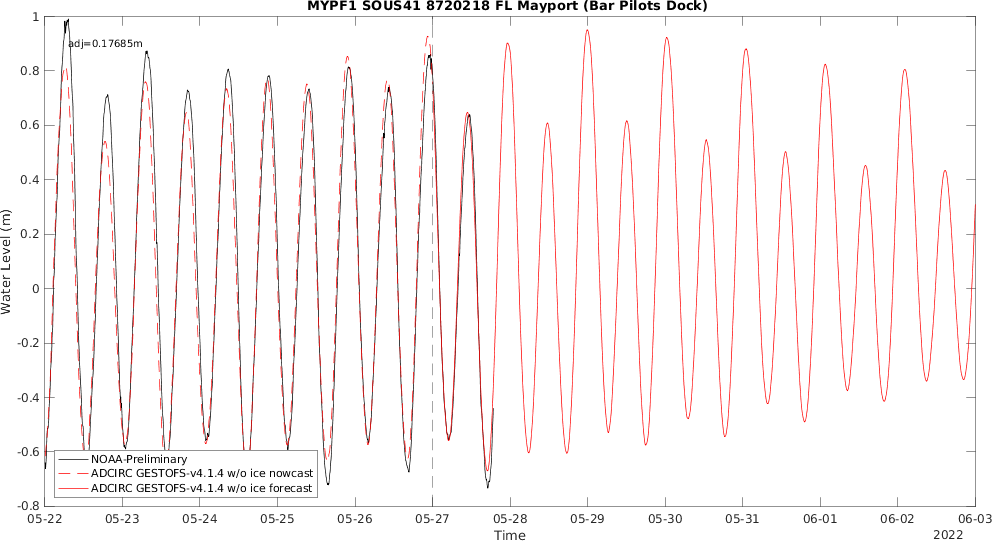 MYPF1 SOUS41 8720218 FL Mayport (Bar Pilots Dock)
adj=0.17685m
1
0.8
0.6
0.4
0.2
0
-0.2
-0.4
-0.6
-0.8
Water Level (m)
NOAA-Preliminary
ADCIRC GESTOFS-v4.1.4 w/o ice nowcast
ADCIRC GESTOFS-v4.1.4 w/o ice forecast
05-22 05-23 05-24 05-25 05-26 05-27 05-28 05-29 05-30 05-31 06-01 06-02 06-03
Time
2022